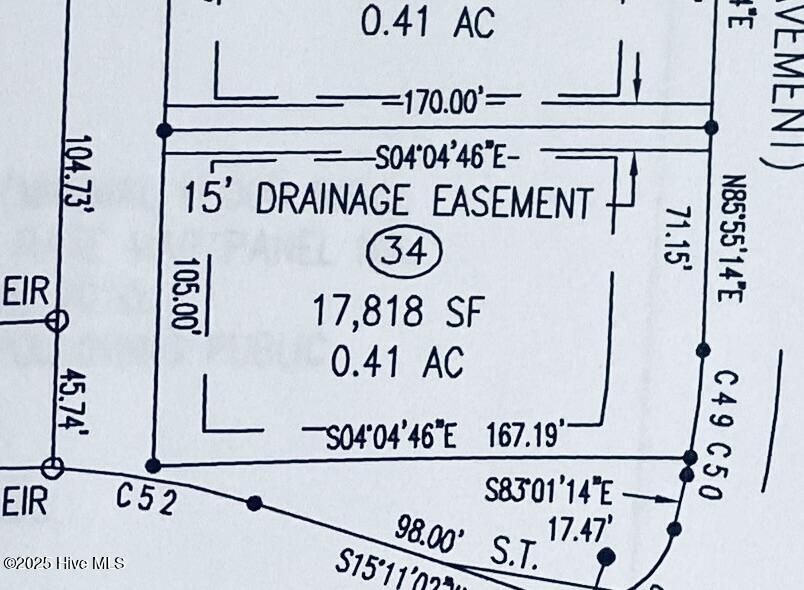 4"E
VEMENT)
0.41 AC
170.00'
S04°04'46"E
15' DRAINAGE EASEMENT
104.73'
N85°55'14"E
71.15'
34
105.00'
17,818 SF
0.41 AC
EIR
45.74'
S04°04'46"E 167.19'
C49
C50
EIR
C52
S83°01'14"E
17.47'
98.00'
S.T.
©2025 Hive MLS